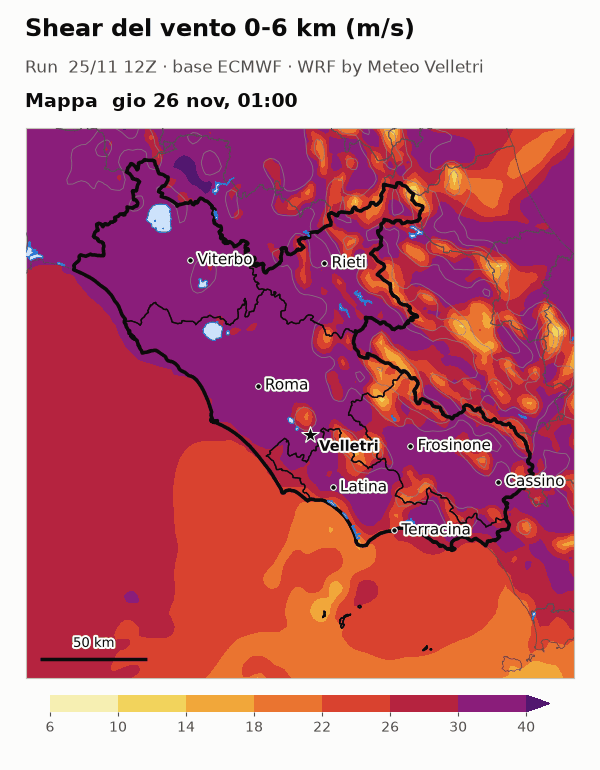 Shear del vento 0-6 km (m/s)
Run  25/11 12Z · base ECMWF · WRF by Meteo Velletri
Mappa  gio 26 nov, 01:00
Viterbo
Rieti
Roma
Velletri
Frosinone
Cassino
Latina
Terracina
50 km
6 10 14 18 22 26 30 40